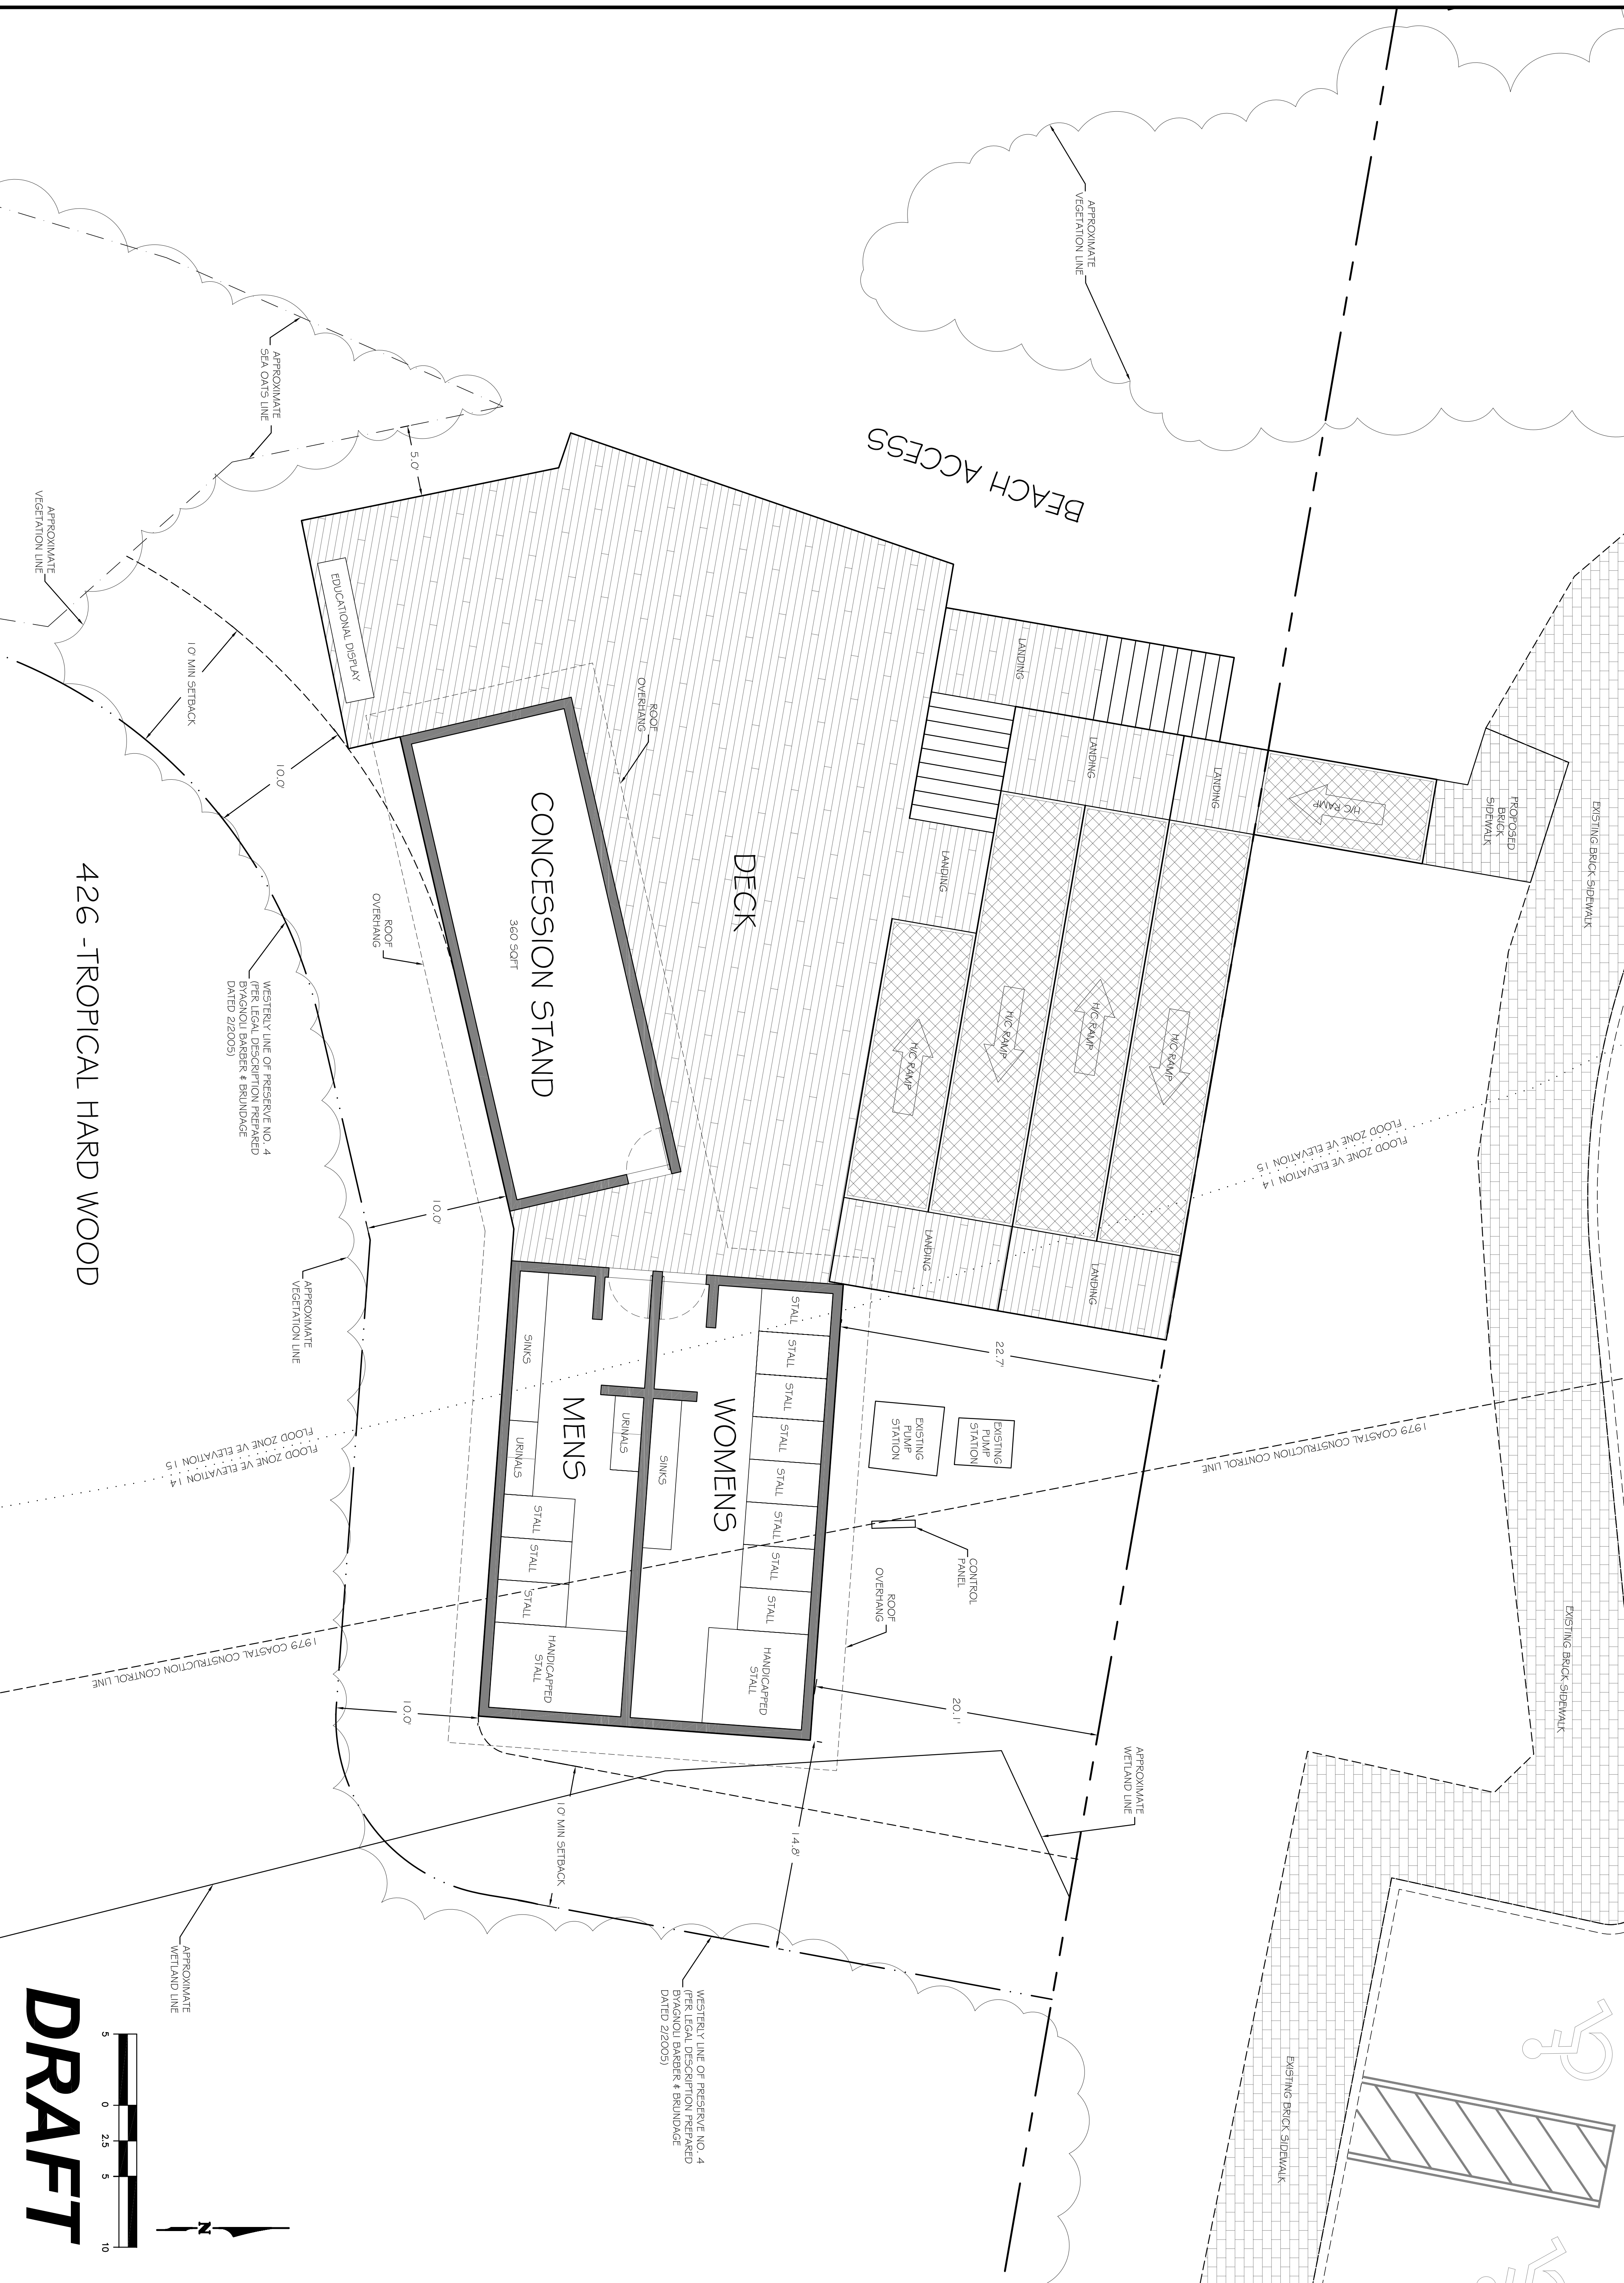 APPROXIMATE
VEGETATION LINE
APPROXIMATE
SEA OATS LINE
APPROXIMATE
VEGETATION LINE
BEACH ACCESS
5.0'
EDUCATIONAL DISPLAY
10' MIN SETBACK
10.0'
ROOF
OVERHANG
LANDING
LANDING
LANDING
LANDING
H/C RAMP
PROPOSED
BRICK
SIDEWALK
EXISTING BRICK SIDEWALK
DECK
CONCESSION STAND
360 SQFT
ROOF
OVERHANG
H/C RAMP
H/C RAMP
H/C RAMP
H/C RAMP
426 -TROPICAL HARD WOOD
WESTERLY LINE OF PRESERVE NO. 4
(PER LEGAL DESCRIPTION PREPARED
BYAGNOLI BARBER & BRUNDAGE
DATED 2/2005)
FLOOD ZONE VE ELEVATION 15
FLOOD ZONE VE ELEVATION 14
10.0'
LANDING
LANDING
APPROXIMATE
VEGETATION LINE
22.7'
STALL
STALL
STALL
STALL
STALL
STALL
STALL
STALL
HANDICAPPED
STALL
WOMENS
SINKS
MENS
SINKS
URINALS
URINALS
STALL
STALL
STALL
HANDICAPPED
STALL
EXISTING
PUMP
STATION
EXISTING
PUMP
STATION
CONTROL
PANEL
ROOF
OVERHANG
1979 COASTAL CONSTRUCTION CONTROL LINE
FLOOD ZONE VE ELEVATION 15
FLOOD ZONE VE ELEVATION 14
1979 COASTAL CONSTRUCTION CONTROL LINE
EXISTING BRICK SIDEWALK
20.1'
10.0'
10' MIN SETBACK
14.8'
APPROXIMATE
WETLAND LINE
APPROXIMATE
WETLAND LINE
WESTERLY LINE OF PRESERVE NO. 4
(PER LEGAL DESCRIPTION PREPARED
BYAGNOLI BARBER & BRUNDAGE
DATED 2/2005)
EXISTING BRICK SIDEWALK
5 0 2.5 5 10
N
DRAFT